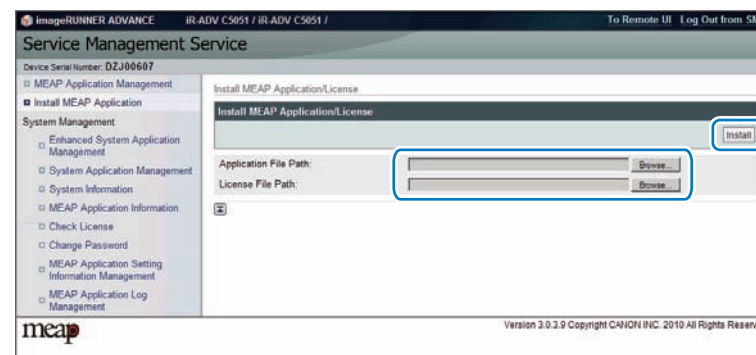 imageRUNNER ADVANCE iR-ADV C5051 / iR-ADV C5051 / To Remote UI Log Out from SM
Service Management Service
Device Serial Number: DZJ00607
MEAP Application Management
Install MEAP Application
System Management
Enhanced System Application
Management
System Application Management
System Information
MEAP Application Information
Check License
Change Password
MEAP Application Setting
Information Management
MEAP Application Log
Management
Install MEAP Application/License
Install MEAP Application/License
Install
Application File Path: Browse...
License File Path: Browse...
meap
Version 3.0.3.9 Copyright CANON INC. 2010 All Rights Reserv